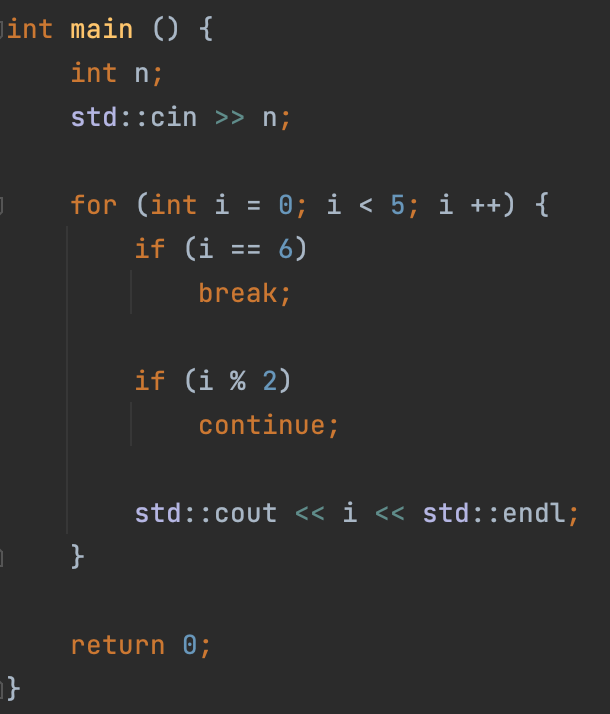 int main () {
    int n;
    std::cin >> n;

    for (int i = 0; i < 5; i ++) {
        if (i == 6)
            break;

        if (i % 2)
            continue;

        std::cout << i << std::endl;
    }

    return 0;
}